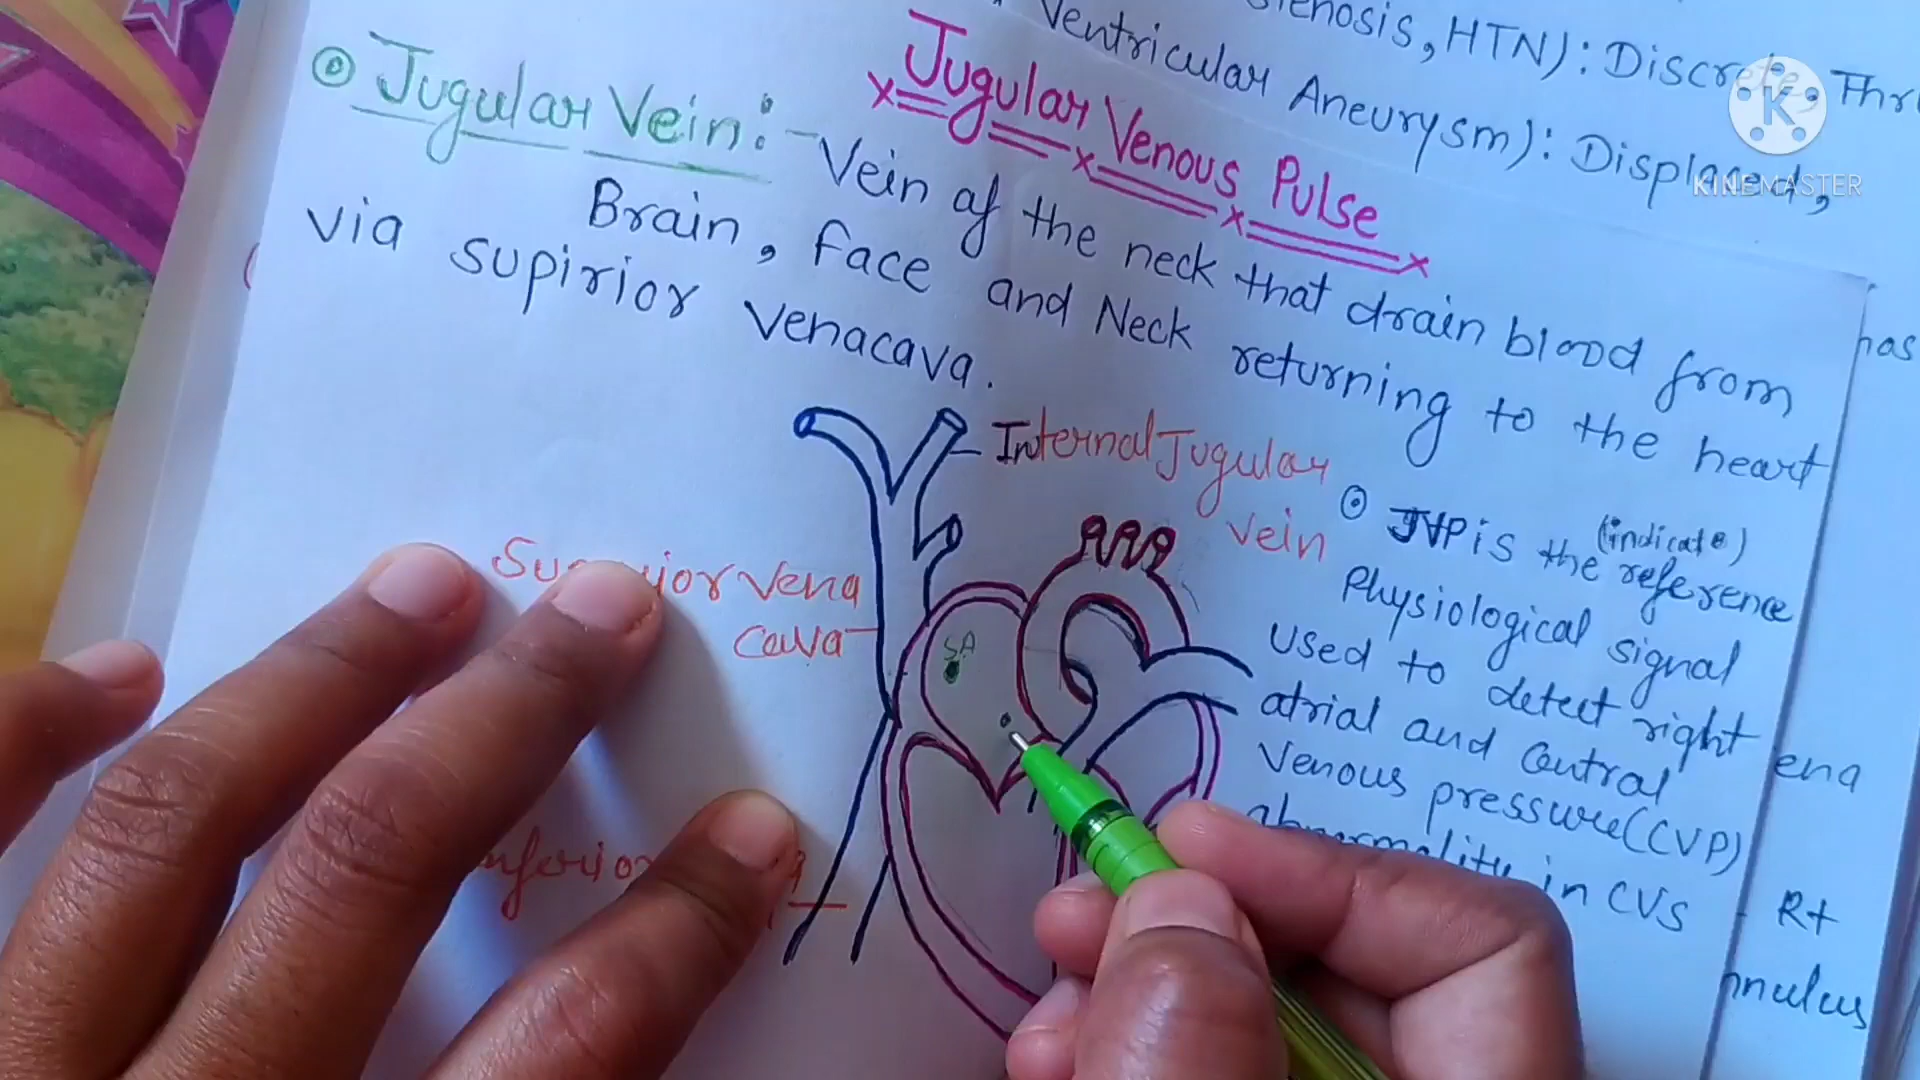 Jugular Venous Pulse
⊙ Jugular Vein:- Vein of the neck that drain blood from
Brain, Face and Neck returning to the heart
via supirior venacava.
Internal Jugular
vein
Vena
cava
SA
⊙ JVP is the reference
(indicate)
Physiological signal
used to detect right
atrial and Central
Venous pressure (CVP)
abnormality in CVS
Stenosis, HTN): Discrete, Thr
Ventricular Aneurysm): Displaced,
has
ena
Rt
nnulus
KINEMASTER